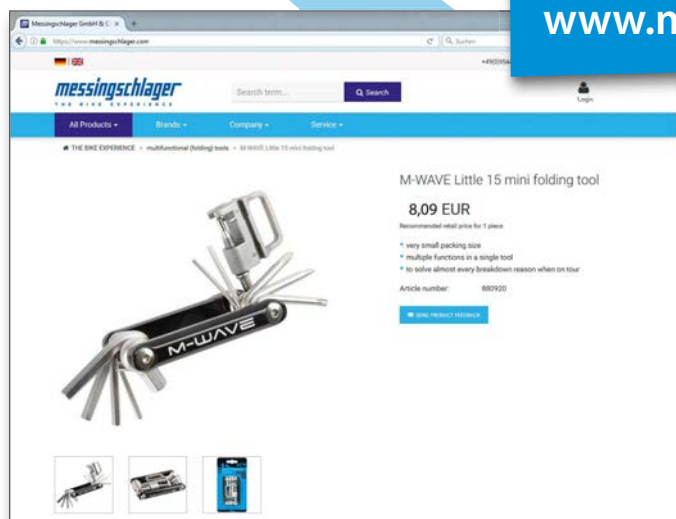 www.m
Messingschlager GmbH & C
https://www.messingschlager.com
Suchen
messingschlager
THE BIKE EXPERIENCE
Search term...
Search
Login
All Products
Brands
Company
Service
THE BIKE EXPERIENCE > multifunctional (folding) tools > M-WAVE Little 15 mini folding tool
M-WAVE Little 15 mini folding tool
8,09 EUR
Recommended retail price for 1 piece
very small packing size
multiple functions in a single tool
to solve almost every breakdown reason when on tour
Article number: 880920
SEND PRODUCT FEEDBACK
M-WAVE